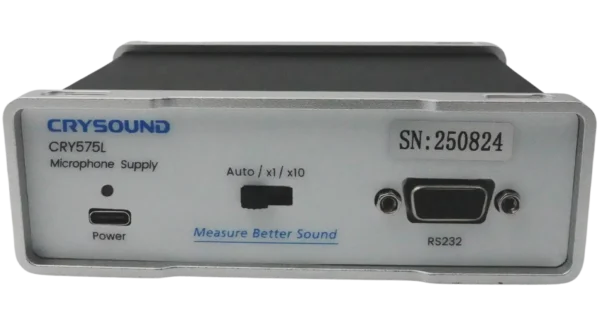 CRYSOUND
CRY575L
Microphone Supply
Power
Auto / x1 / x10
Measure Better Sound
SN:250824
RS232